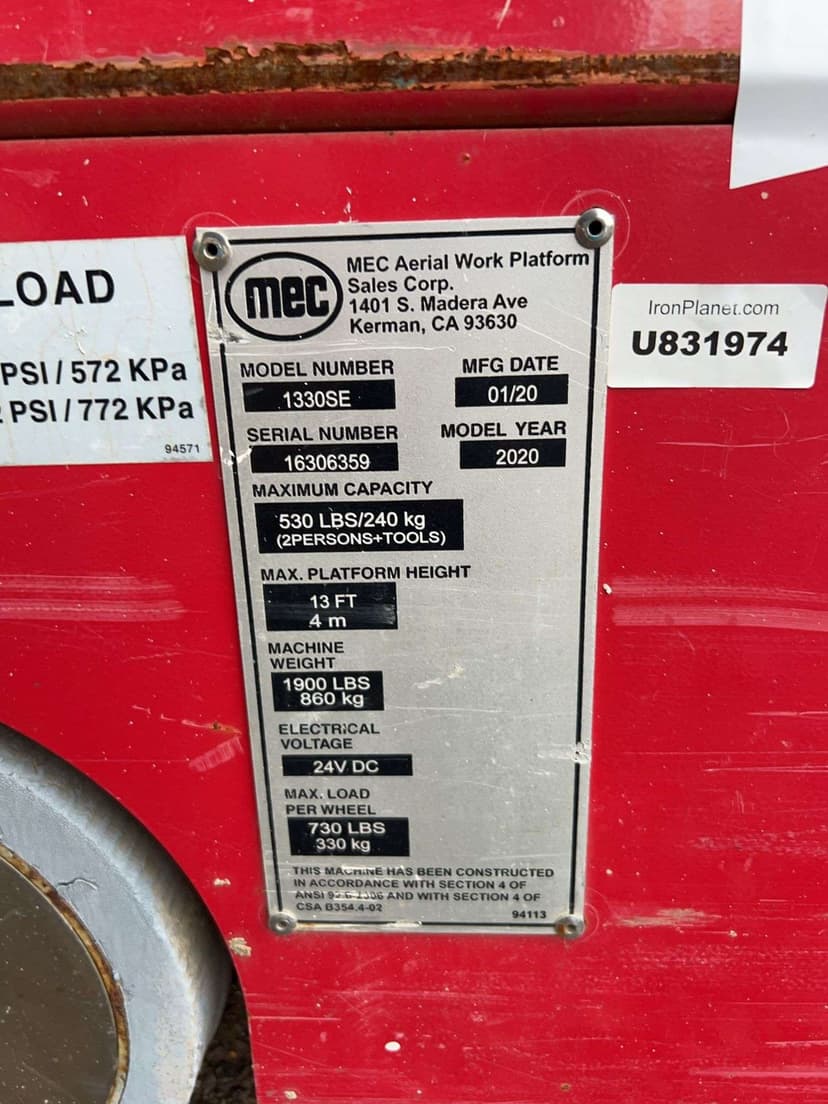 LOAD
PSI / 572 KPa
PSI / 772 KPa
94571
mec
MEC Aerial Work Platform
Sales Corp.
1401 S. Madera Ave
Kerman, CA 93630
MODEL NUMBER
1330SE
MFG DATE
01/20
SERIAL NUMBER
16306359
MODEL YEAR
2020
MAXIMUM CAPACITY
530 LBS/240 kg
(2PERSONS+TOOLS)
MAX. PLATFORM HEIGHT
13 FT
4 m
MACHINE
WEIGHT
1900 LBS
860 kg
ELECTRICAL
VOLTAGE
24V DC
MAX. LOAD
PER WHEEL
730 LBS
330 kg
THIS MACHINE HAS BEEN CONSTRUCTED
IN ACCORDANCE WITH SECTION 4 OF
ANSI AND WITH SECTION 4 OF
CSA B354.4-02
94113
IronPlanet.com
U831974